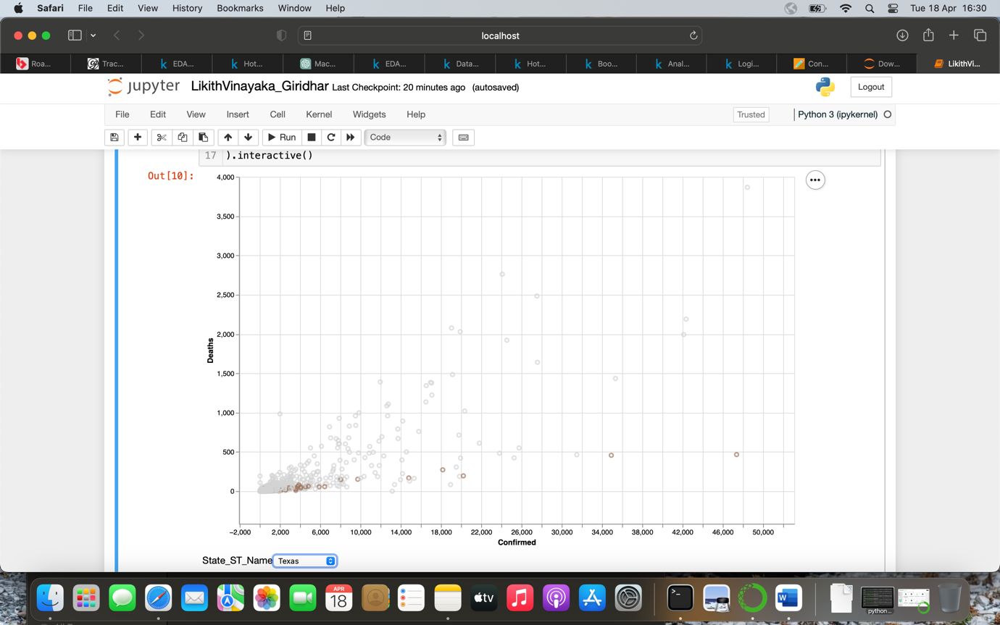 Safari File Edit View History Bookmarks Window Help Tue 18 Apr 16:30
localhost
Roa... Trac... EDA... Hot... Mac... EDA... Data... Hot... Boo... Anal... Logi... Con... Dow... LikithVi...
jupyter LikithVinayaka_Giridhar Last Checkpoint: 20 minutes ago (autosaved) Logout
File Edit View Insert Cell Kernel Widgets Help Trusted Python 3 (ipykernel)
Run Code
17 ).interactive()
Out[10]:
4,000
3,500
3,000
2,500
2,000
1,500
1,000
500
0
Deaths
−2,000 2,000 6,000 10,000 14,000 18,000 22,000 26,000 30,000 34,000 38,000 42,000 46,000 50,000
Confirmed
State_ST_Name Texas
APR
18
tv
W
python...